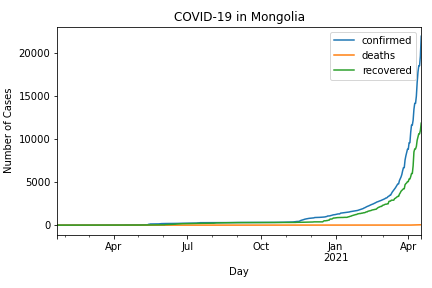 COVID-19 in Mongolia
confirmed
deaths
recovered
20000
15000
10000
5000
0
Number of Cases
Apr
Jul
Oct
Jan
2021
Apr
Day